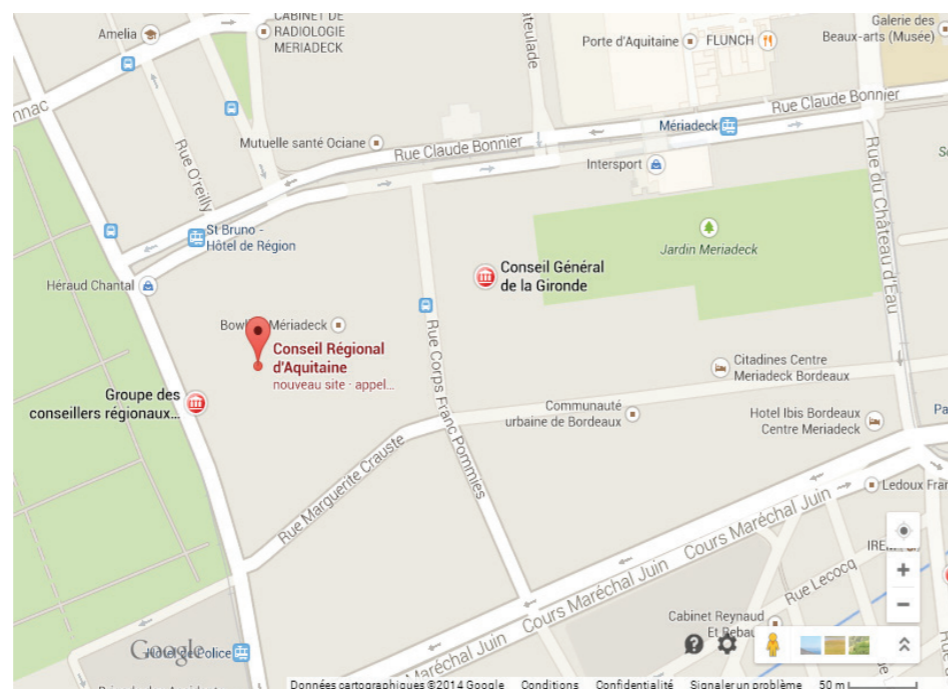 CABINET DE
RADIOLOGIE
MERIADECK
Amelia
Galerie des
Beaux-arts (Musée)
Porte d'Aquitaine
FLUNCH
Rue Claude Bonnier
Mériadeck
Mutuelle santé Ociane
Rue Claude Bonnier
Intersport
Rue O'reilly
Rue du Château d'Eau
St Bruno -
Hôtel de Région
Jardin Meriadeck
Héraud Chantal
Conseil Général
de la Gironde
Mériadeck
Conseil Régional
d'Aquitaine
nouveau site · appel...
Rue Corps Franc Pommies
Citadines Centre
Meriadeck Bordeaux
Groupe des
conseillers régionaux...
Communauté
urbaine de Bordeaux
Hotel Ibis Bordeaux
Centre Meriadeck
Rue Marguerite Crauste
Ledoux
Cours Maréchal Juin
Cours Maréchal Juin
Cours Maréchal Juin
Rue Lecocq
Cabinet Reynaud
Et
Google
Données cartographiques ©2014 Google Conditions Confidentialité Signaler un problème 50 m